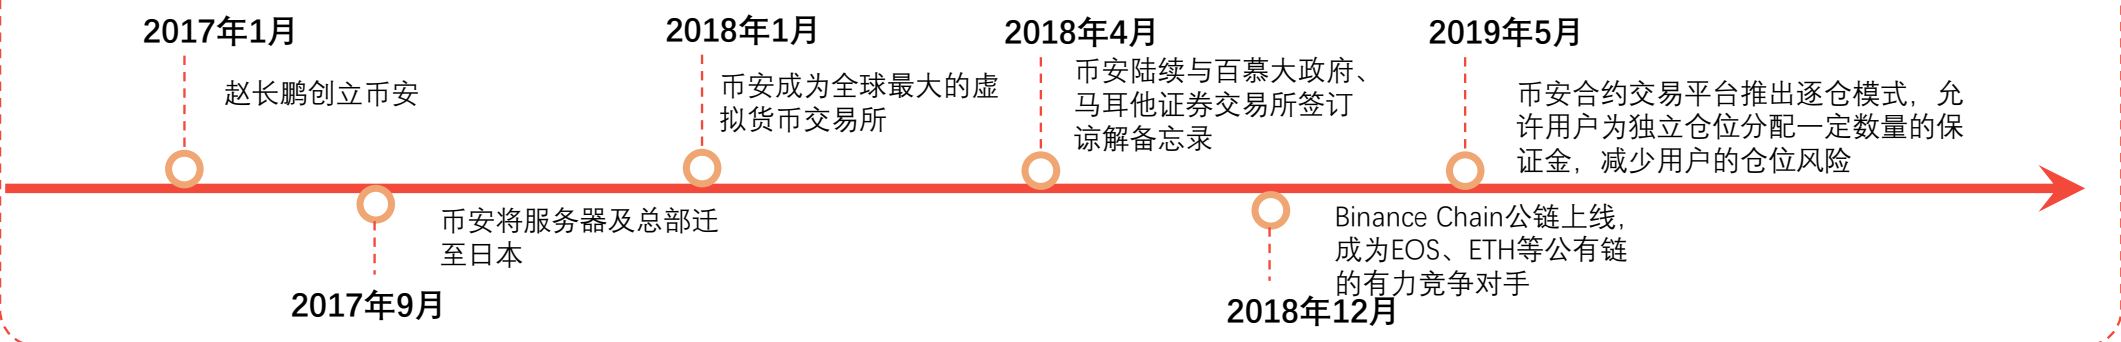 2017年1月
赵长鹏创立币安
2017年9月
币安将服务器及总部迁
至日本
2018年1月
币安成为全球最大的虚
拟货币交易所
2018年4月
币安陆续与百慕大政府、
马耳他证券交易所签订
谅解备忘录
2018年12月
Binance Chain公链上线,
成为EOS、ETH等公有链
的有力竞争对手
2019年5月
币安合约交易平台推出逐仓模式，允
许用户为独立仓位分配一定数量的保
证金，减少用户的仓位风险